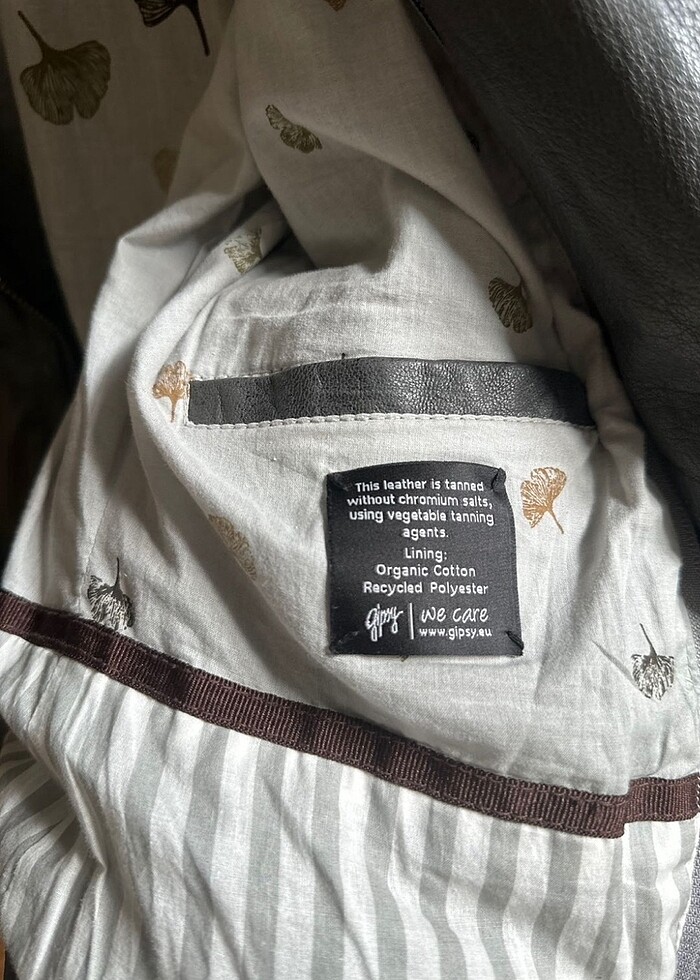 This leather is tanned
without chromium salts,
using vegetable tanning
agents.
Lining:
Organic Cotton
Recycled Polyester
gipsy | we care
www.gipsy.eu